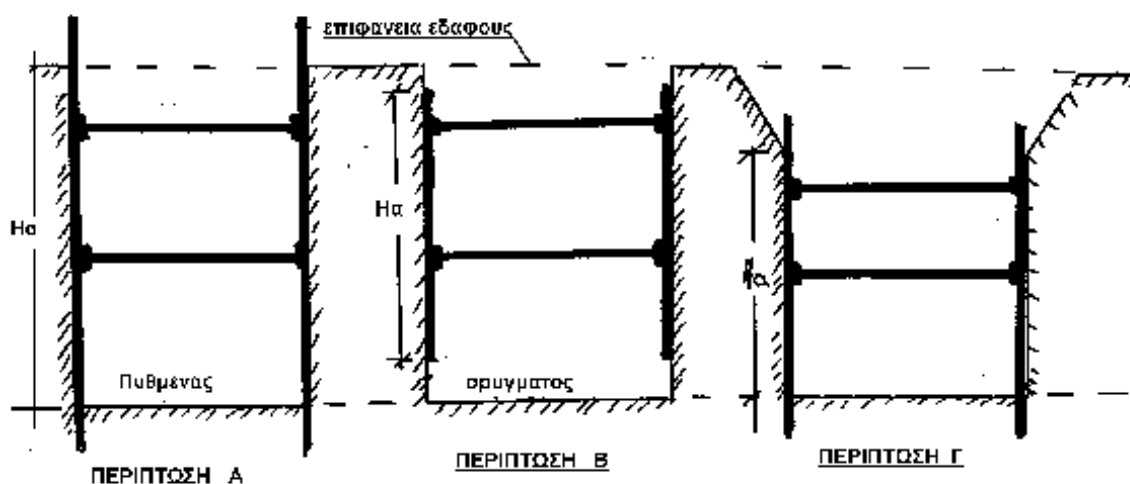 επιφανεια εδαφους
Ηα
Ηα
Πυθμενας
ορυγματος
ΠΕΡΙΠΤΩΣΗ Α
ΠΕΡΙΠΤΩΣΗ Β
ΠΕΡΙΠΤΩΣΗ Γ